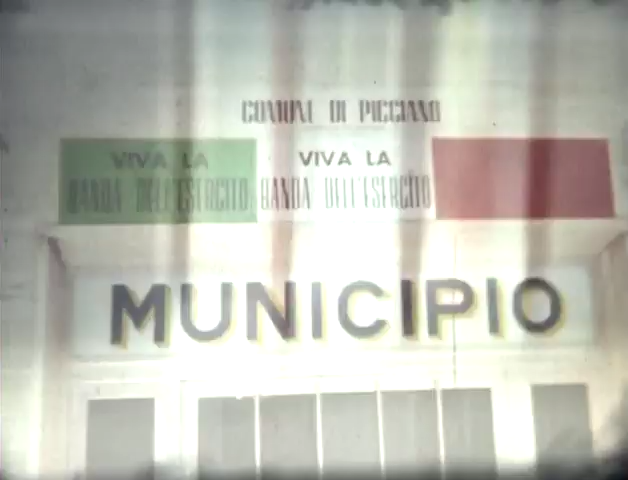 COMUNE DI PICCIANO
VIVA LA VIVA LA
BANDA DELL'ESERCITO BANDA DELL'ESERCITO
MUNICIPIO